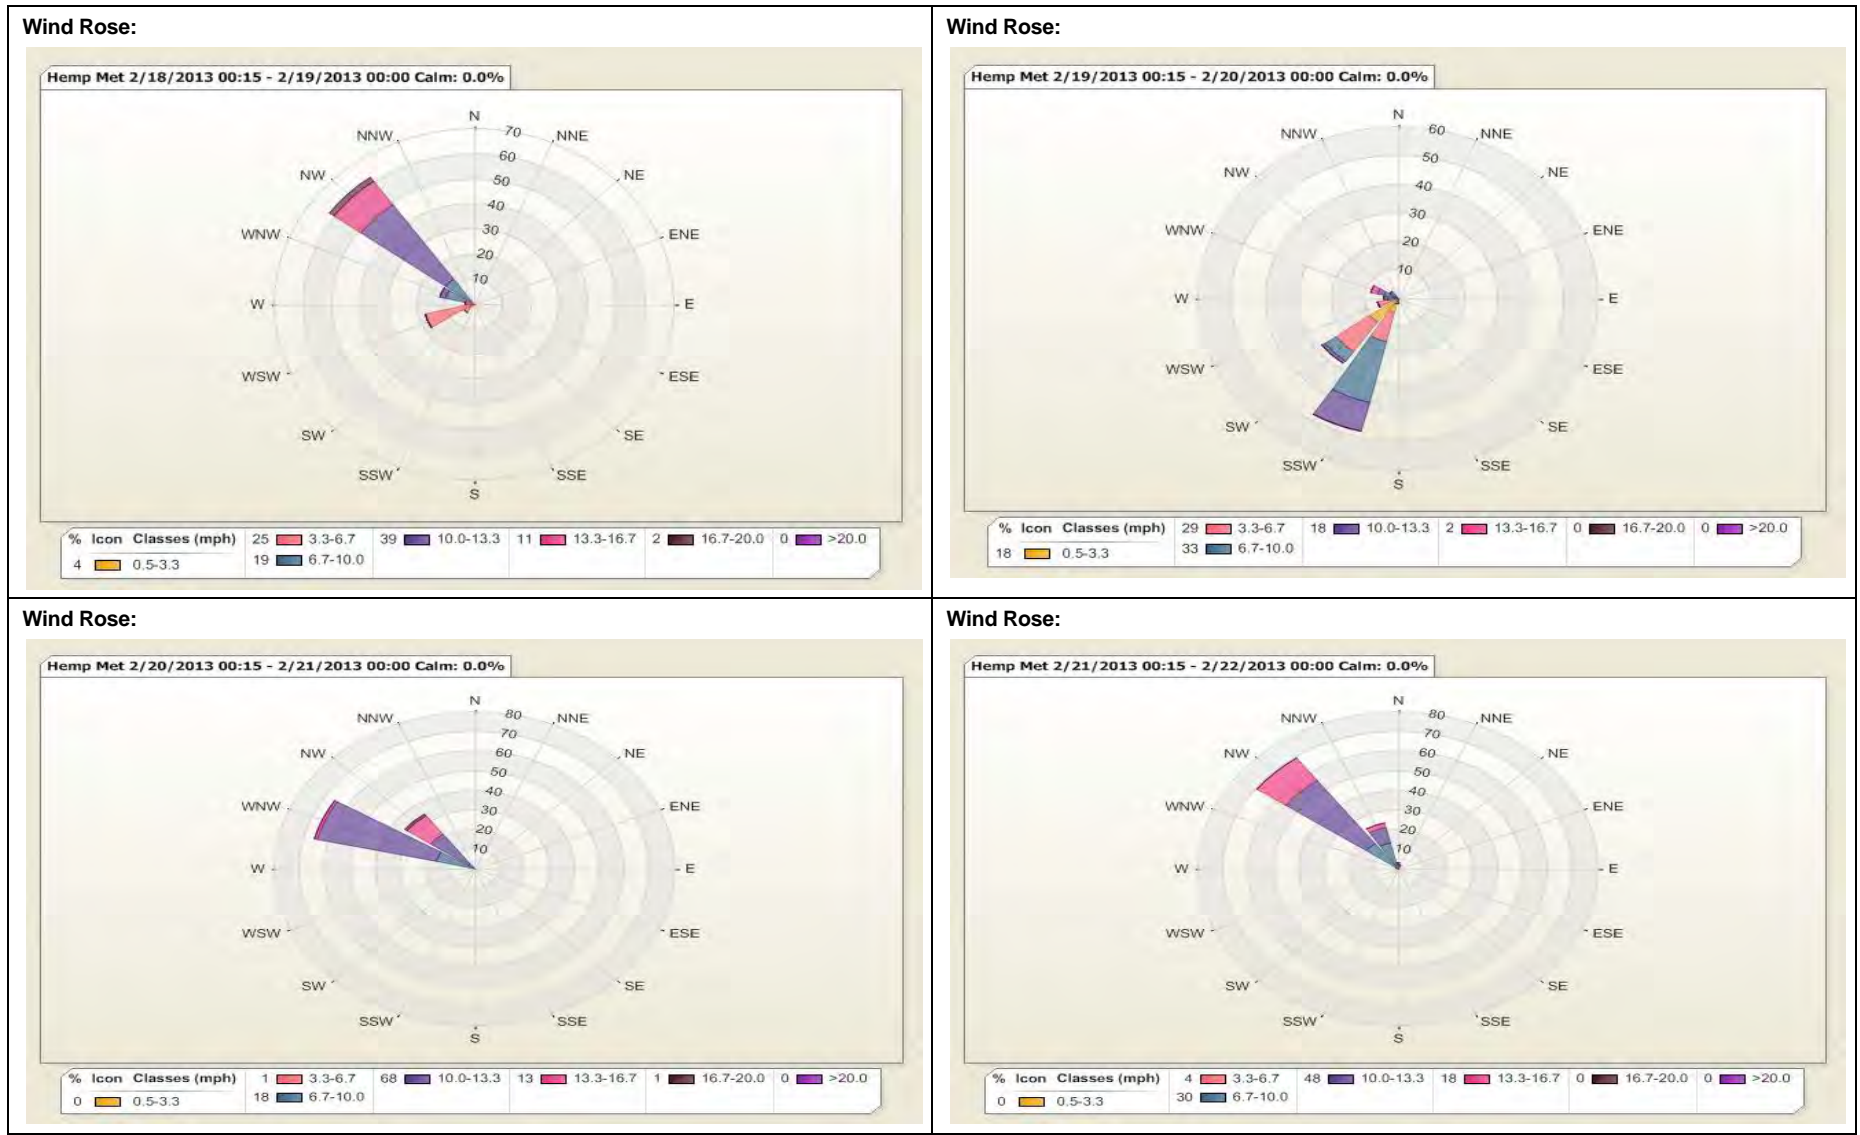 Wind Rose:
Hemp Met 2/18/2013 00:15 - 2/19/2013 00:00 Calm: 0.0%
N
NNW 70 NNE
60
NW 50 NE
40
WNW 30 ENE
20
10
W E
WSW ESE
SW SE
SSW SSE
S
% Icon Classes (mph) 25 3.3-6.7 39 10.0-13.3 11 13.3-16.7 2 16.7-20.0 0 >20.0
4 0.5-3.3 19 6.7-10.0
Wind Rose:
Hemp Met 2/19/2013 00:15 - 2/20/2013 00:00 Calm: 0.0%
N
NNW 60 NNE
50
NW 40 NE
30
WNW 20 ENE
10
W E
WSW ESE
SW SE
SSW SSE
S
% Icon Classes (mph) 29 3.3-6.7 18 10.0-13.3 2 13.3-16.7 0 16.7-20.0 0 >20.0
18 0.5-3.3 33 6.7-10.0
Wind Rose:
Hemp Met 2/20/2013 00:15 - 2/21/2013 00:00 Calm: 0.0%
N
NNW 80 NNE
70
NW 60 NE
50
40
WNW 30 ENE
20
10
W E
WSW ESE
SW SE
SSW SSE
S
% Icon Classes (mph) 1 3.3-6.7 68 10.0-13.3 13 13.3-16.7 1 16.7-20.0 0 >20.0
0 0.5-3.3 18 6.7-10.0
Wind Rose:
Hemp Met 2/21/2013 00:15 - 2/22/2013 00:00 Calm: 0.0%
N
NNW 80 NNE
70
NW 60 NE
50
40
WNW 30 ENE
20
10
W E
WSW ESE
SW SE
SSW SSE
S
% Icon Classes (mph) 4 3.3-6.7 48 10.0-13.3 18 13.3-16.7 0 16.7-20.0 0 >20.0
0 0.5-3.3 30 6.7-10.0